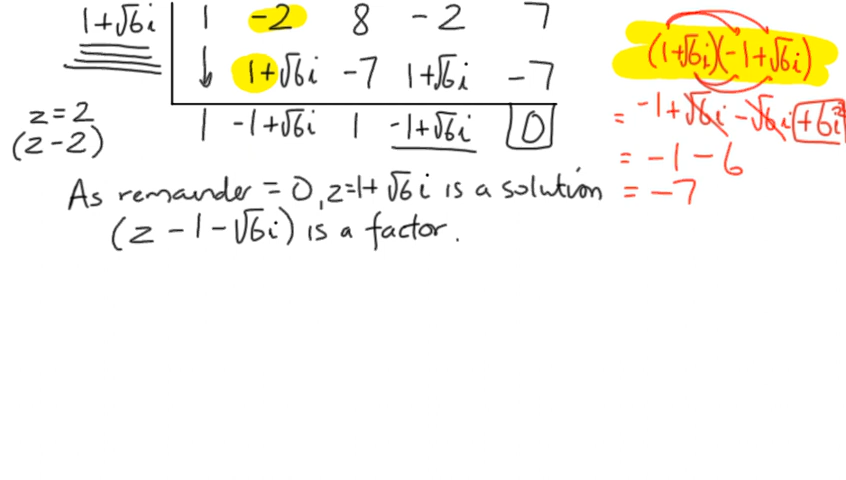 1+√6i | 1 -2 8 -2 7
↓ 1+√6i -7 1+√6i -7
1 -1+√6i 1 -1+√6i 0
z=2
(z-2)
As remainder = 0, z=1+√6i is a solution
(z-1-√6i) is a factor.
(1+√6i)(-1+√6i)
= -1+√6i-√6i+6i²
= -1-6
= -7